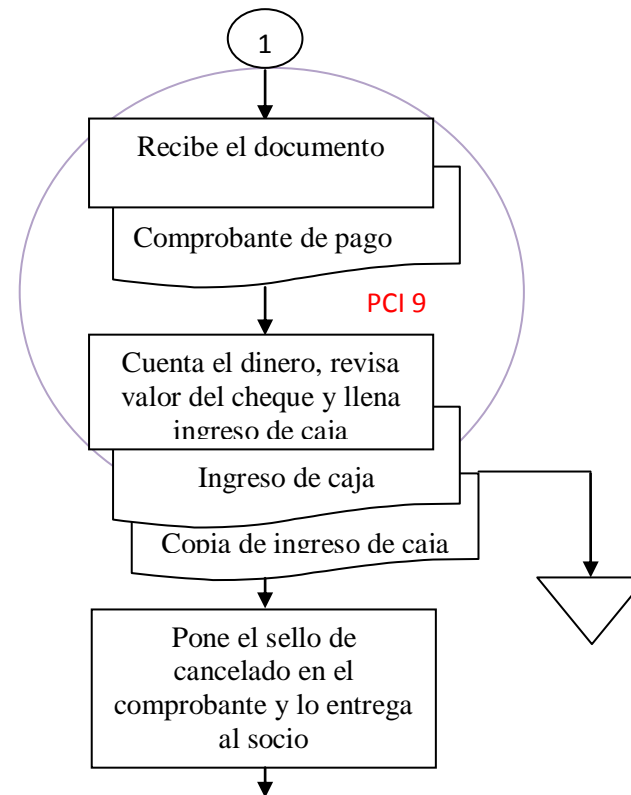 1
Recibe el documento
Comprobante de pago
PCI 9
Cuenta el dinero, revisa
valor del cheque y llena
ingreso de caja
Ingreso de caja
Copia de ingreso de caja
Pone el sello de
cancelado en el
comprobante y lo entrega
al socio